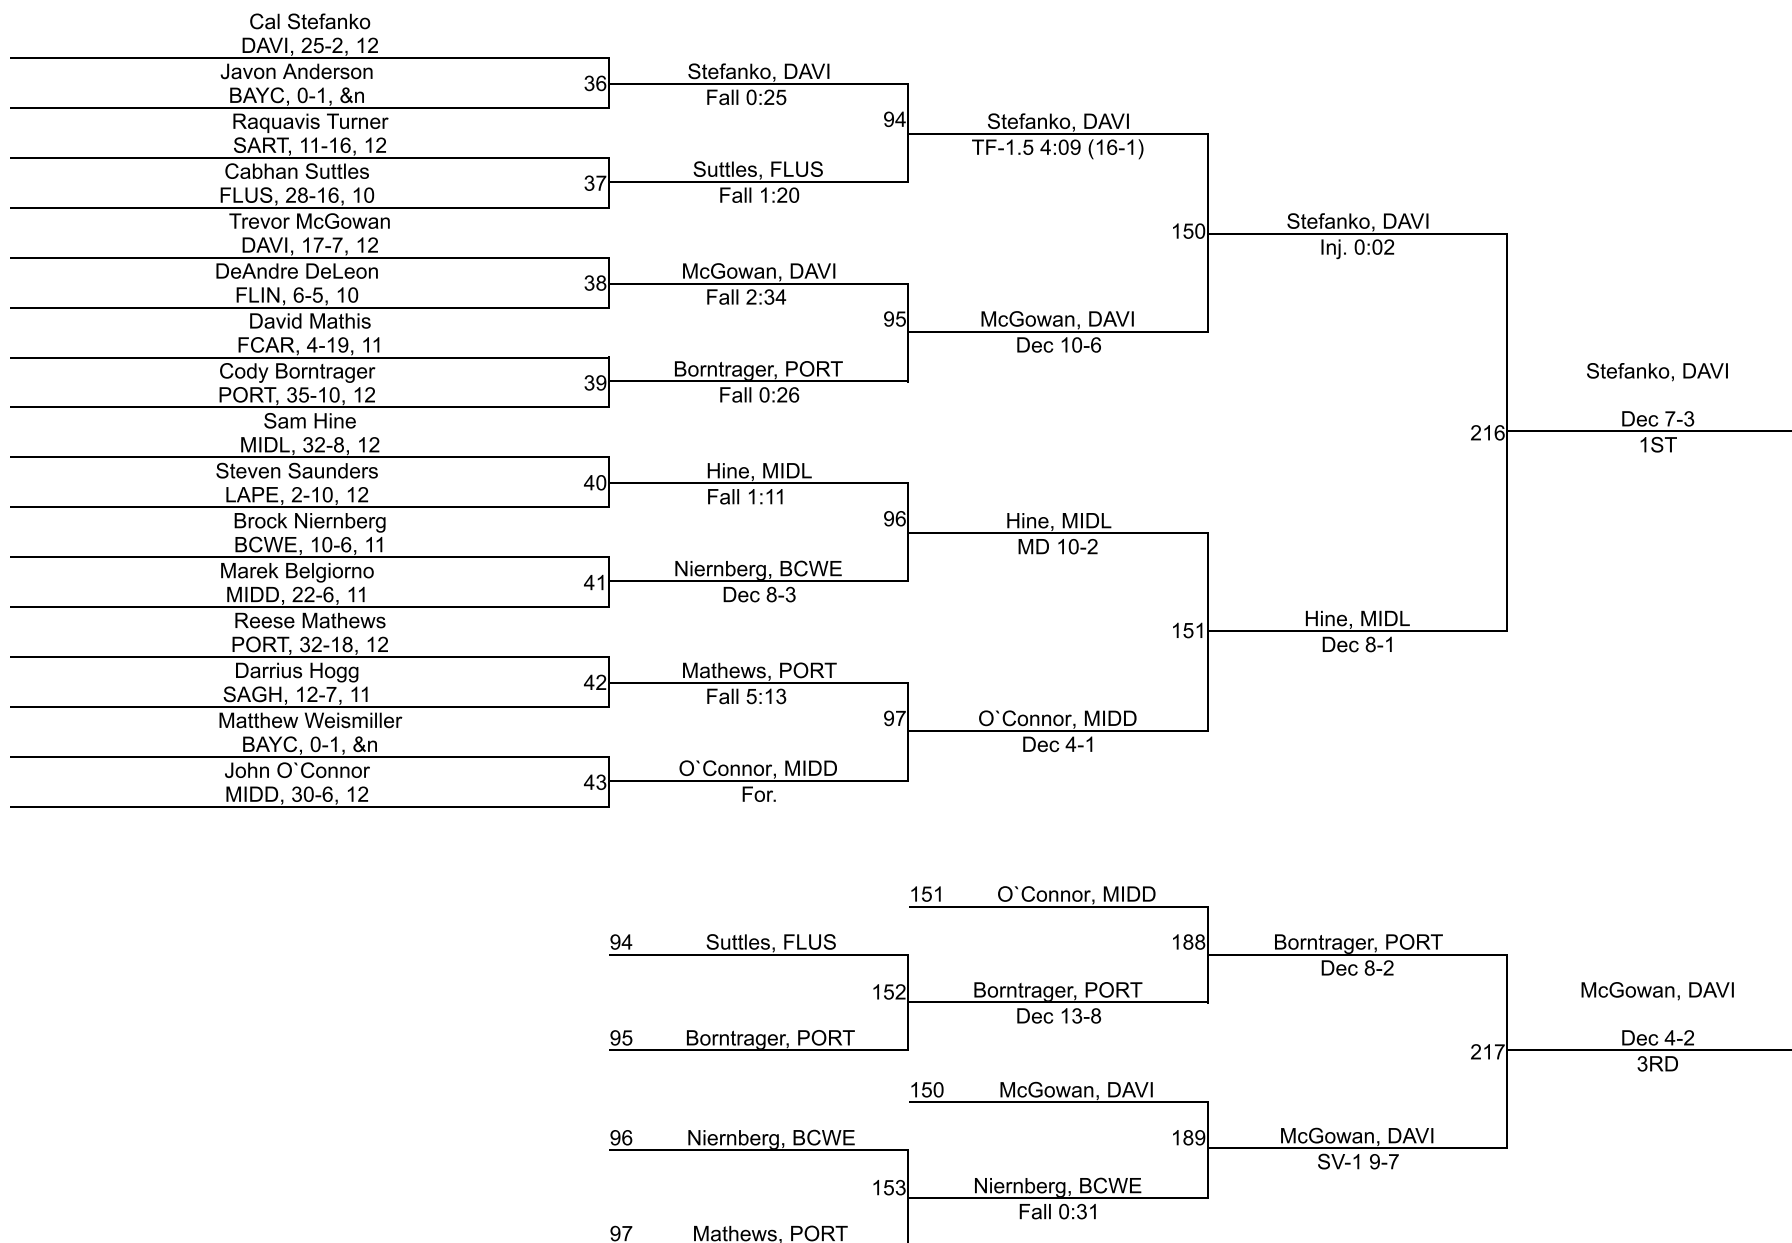 Cal Stefanko
DAVI, 25-2, 12
Javon Anderson
BAYC, 0-1, &n
Raquavis Turner
SART, 11-16, 12
Cabhan Suttles
FLUS, 28-16, 10
Trevor McGowan
DAVI, 17-7, 12
DeAndre DeLeon
FLIN, 6-5, 10
David Mathis
FCAR, 4-19, 11
Cody Borntrager
PORT, 35-10, 12
Sam Hine
MIDL, 32-8, 12
Steven Saunders
LAPE, 2-10, 12
Brock Niernberg
BCWE, 10-6, 11
Marek Belgiorno
MIDD, 22-6, 11
Reese Mathews
PORT, 32-18, 12
Darrius Hogg
SAGH, 12-7, 11
Matthew Weismiller
BAYC, 0-1, &n
John O`Connor
MIDD, 30-6, 12
36
Stefanko, DAVI
Fall 0:25
37
Suttles, FLUS
Fall 1:20
38
McGowan, DAVI
Fall 2:34
39
Borntrager, PORT
Fall 0:26
40
Hine, MIDL
Fall 1:11
41
Niernberg, BCWE
Dec 8-3
42
Mathews, PORT
Fall 5:13
43
O`Connor, MIDD
For.
94
Stefanko, DAVI
TF-1.5 4:09 (16-1)
95
McGowan, DAVI
Dec 10-6
96
Hine, MIDL
MD 10-2
97
O`Connor, MIDD
Dec 4-1
150
Stefanko, DAVI
Inj. 0:02
151
Hine, MIDL
Dec 8-1
216
Stefanko, DAVI
Dec 7-3
1ST
151 O`Connor, MIDD
94 Suttles, FLUS
152
Borntrager, PORT
Dec 13-8
95 Borntrager, PORT
188
Borntrager, PORT
Dec 8-2
150 McGowan, DAVI
96 Niernberg, BCWE
153
Niernberg, BCWE
Fall 0:31
97 Mathews, PORT
189
McGowan, DAVI
SV-1 9-7
217
McGowan, DAVI
Dec 4-2
3RD